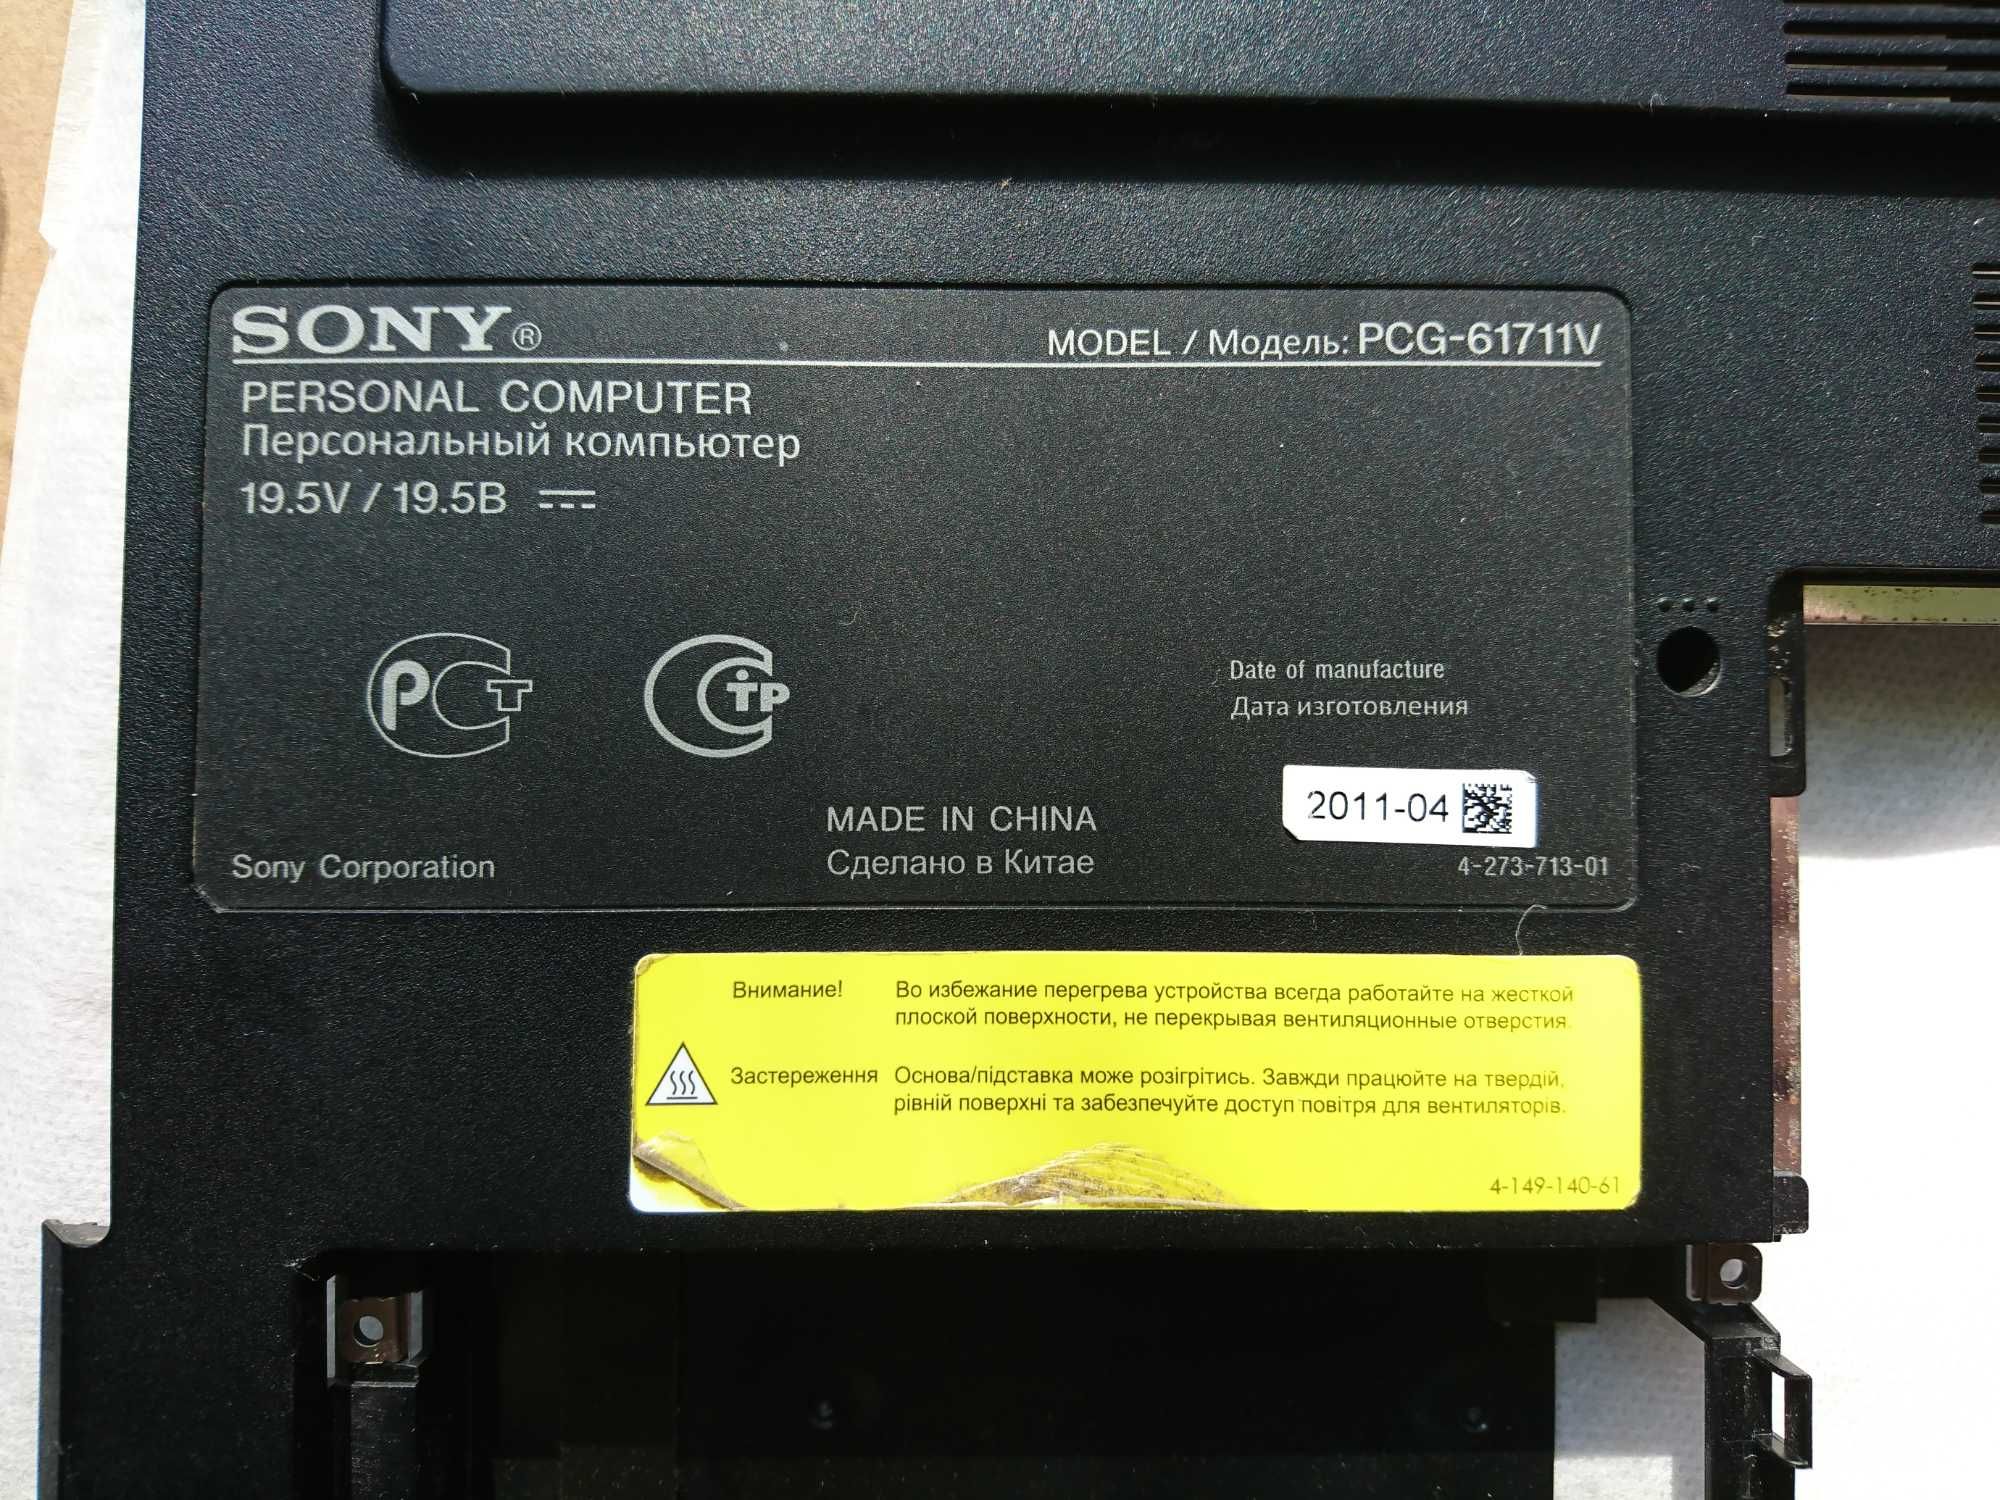 SONY®
MODEL / Модель: PCG-61711V
PERSONAL COMPUTER
Персональный компьютер
19.5V / 19.5В
РСТ
Date of manufacture
Дата изготовления
2011-04
MADE IN CHINA
Сделано в Китае
Sony Corporation
4-273-713-01
Внимание! Во избежание перегрева устройства всегда работайте на жесткой
плоской поверхности, не перекрывая вентиляционные отверстия.
Застереження Основа/підставка може розігрітись. Завжди працюйте на твердій,
рівній поверхні та забезпечуйте доступ повітря для вентиляторів.
4-149-140-61